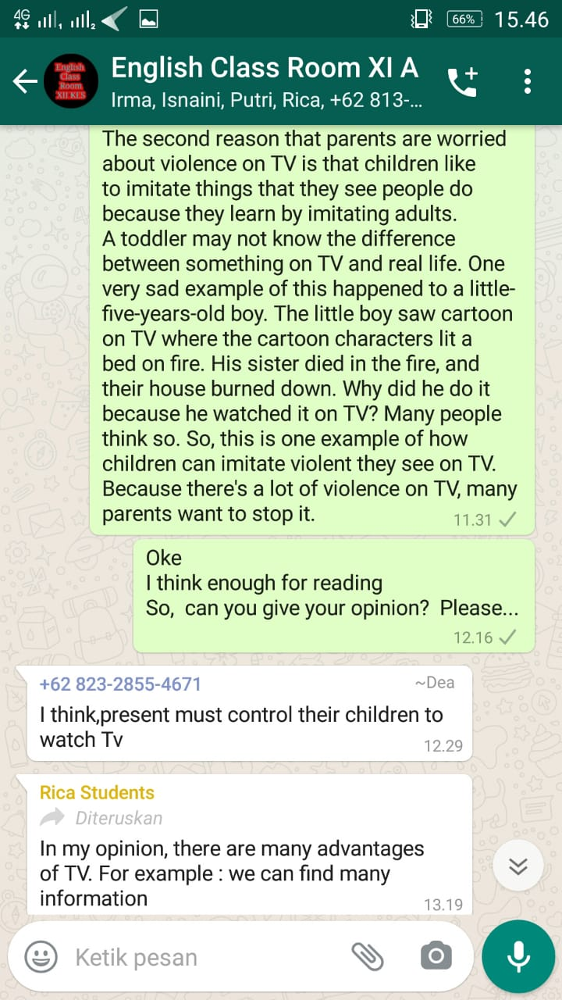 4G 1 2 66% 15.46
English Class Room XII KES
English Class Room XI A
Irma, Isnaini, Putri, Rica, +62 813-...
The second reason that parents are worried
about violence on TV is that children like
to imitate things that they see people do
because they learn by imitating adults.
A toddler may not know the difference
between something on TV and real life. One
very sad example of this happened to a little-
five-years-old boy. The little boy saw cartoon
on TV where the cartoon characters lit a
bed on fire. His sister died in the fire, and
their house burned down. Why did he do it
because he watched it on TV? Many people
think so. So, this is one example of how
children can imitate violent they see on TV.
Because there's a lot of violence on TV, many
parents want to stop it.
11.31
Oke
I think enough for reading
So,  can you give your opinion?  Please...
12.16
+62 823-2855-4671 ~Dea
I think,present must control their children to
watch Tv
12.29
Rica Students
Diteruskan
In my opinion, there are many advantages
of TV. For example : we can find many
information
13.19
Ketik pesan